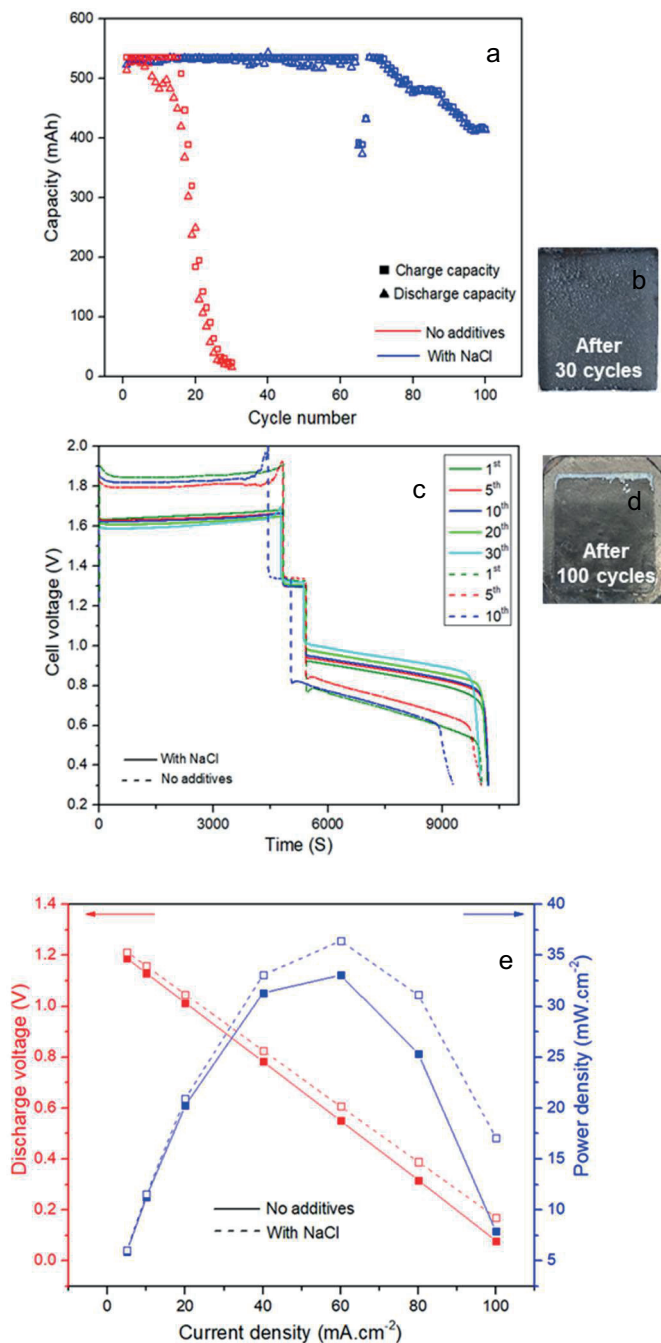 a
600
500
400
300
200
100
0
Capacity (mAh)
Charge capacity
Discharge capacity
No additives
With NaCl
0 20 40 60 80 100
Cycle number
b
After
30 cycles
c
2.0
1.8
1.6
1.4
1.2
1.0
0.8
0.6
0.4
0.2
Cell voltage (V)
1st
5th
10th
20th
30th
1st
5th
10th
With NaCl
No additives
0 3000 6000 9000
Time (S)
d
After
100 cycles
e
1.4
1.2
1.0
0.8
0.6
0.4
0.2
0.0
Discharge voltage (V)
40
35
30
25
20
15
10
5
Power density (mW.cm-2)
No additives
With NaCl
0 20 40 60 80 100
Current density (mA.cm-2)